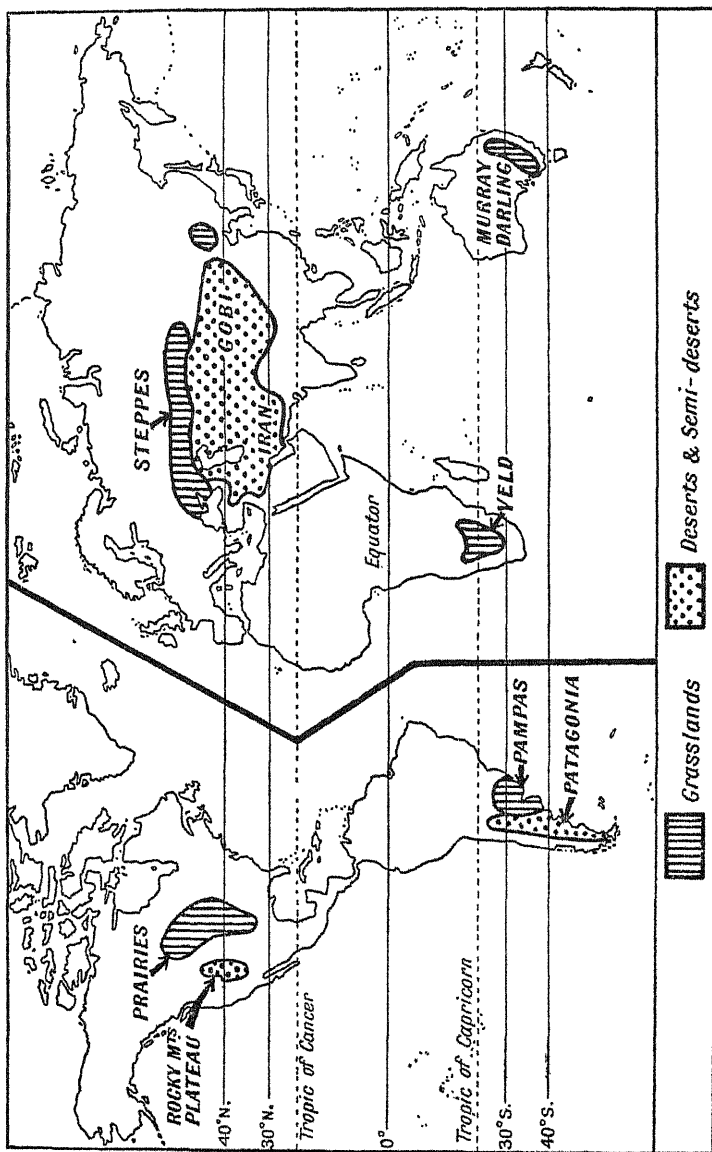 PRAIRIES
ROCKY MTS
PLATEAU
40°N.
30°N.
Tropic of Cancer
0°
Tropic of Capricorn
30°S.
40°S.
PAMPAS
PATAGONIA
STEPPES
GOBI
IRAN
Equator
VELD
MURRAY
DARLING
Grasslands
Deserts & Semi-deserts